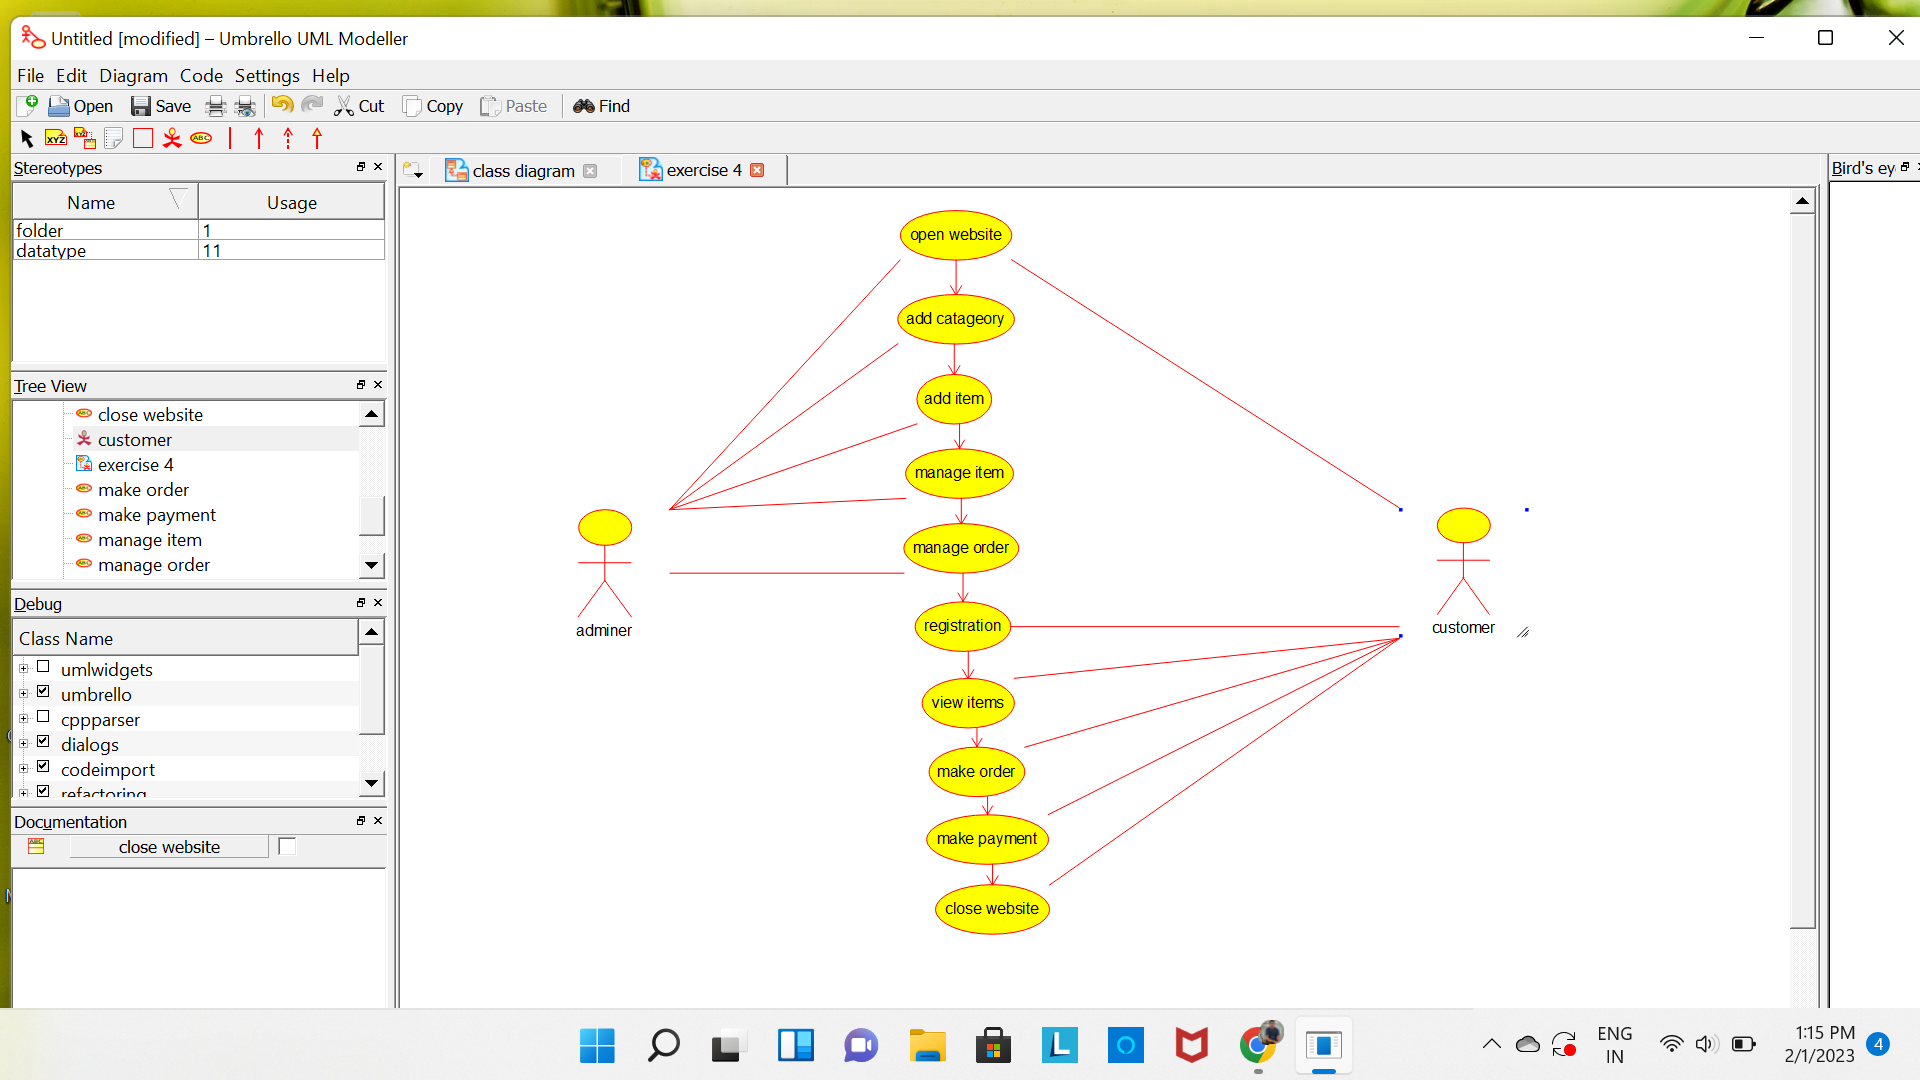 Untitled [modified] – Umbrello UML Modeller
File Edit Diagram Code Settings Help
Open Save Cut Copy Paste Find
XYZ XYZ ABC
Stereotypes
class diagram exercise 4
Bird's ey
Name Usage
folder 1
datatype 11
Tree View
close website
customer
exercise 4
make order
make payment
manage item
manage order
Debug
Class Name
umlwidgets
umbrello
cppparser
dialogs
codeimport
refactoring
Documentation
close website
open website
add catageory
add item
manage item
manage order
registration
view items
make order
make payment
close website
adminer
customer
ENG
IN
1:15 PM
2/1/2023
4